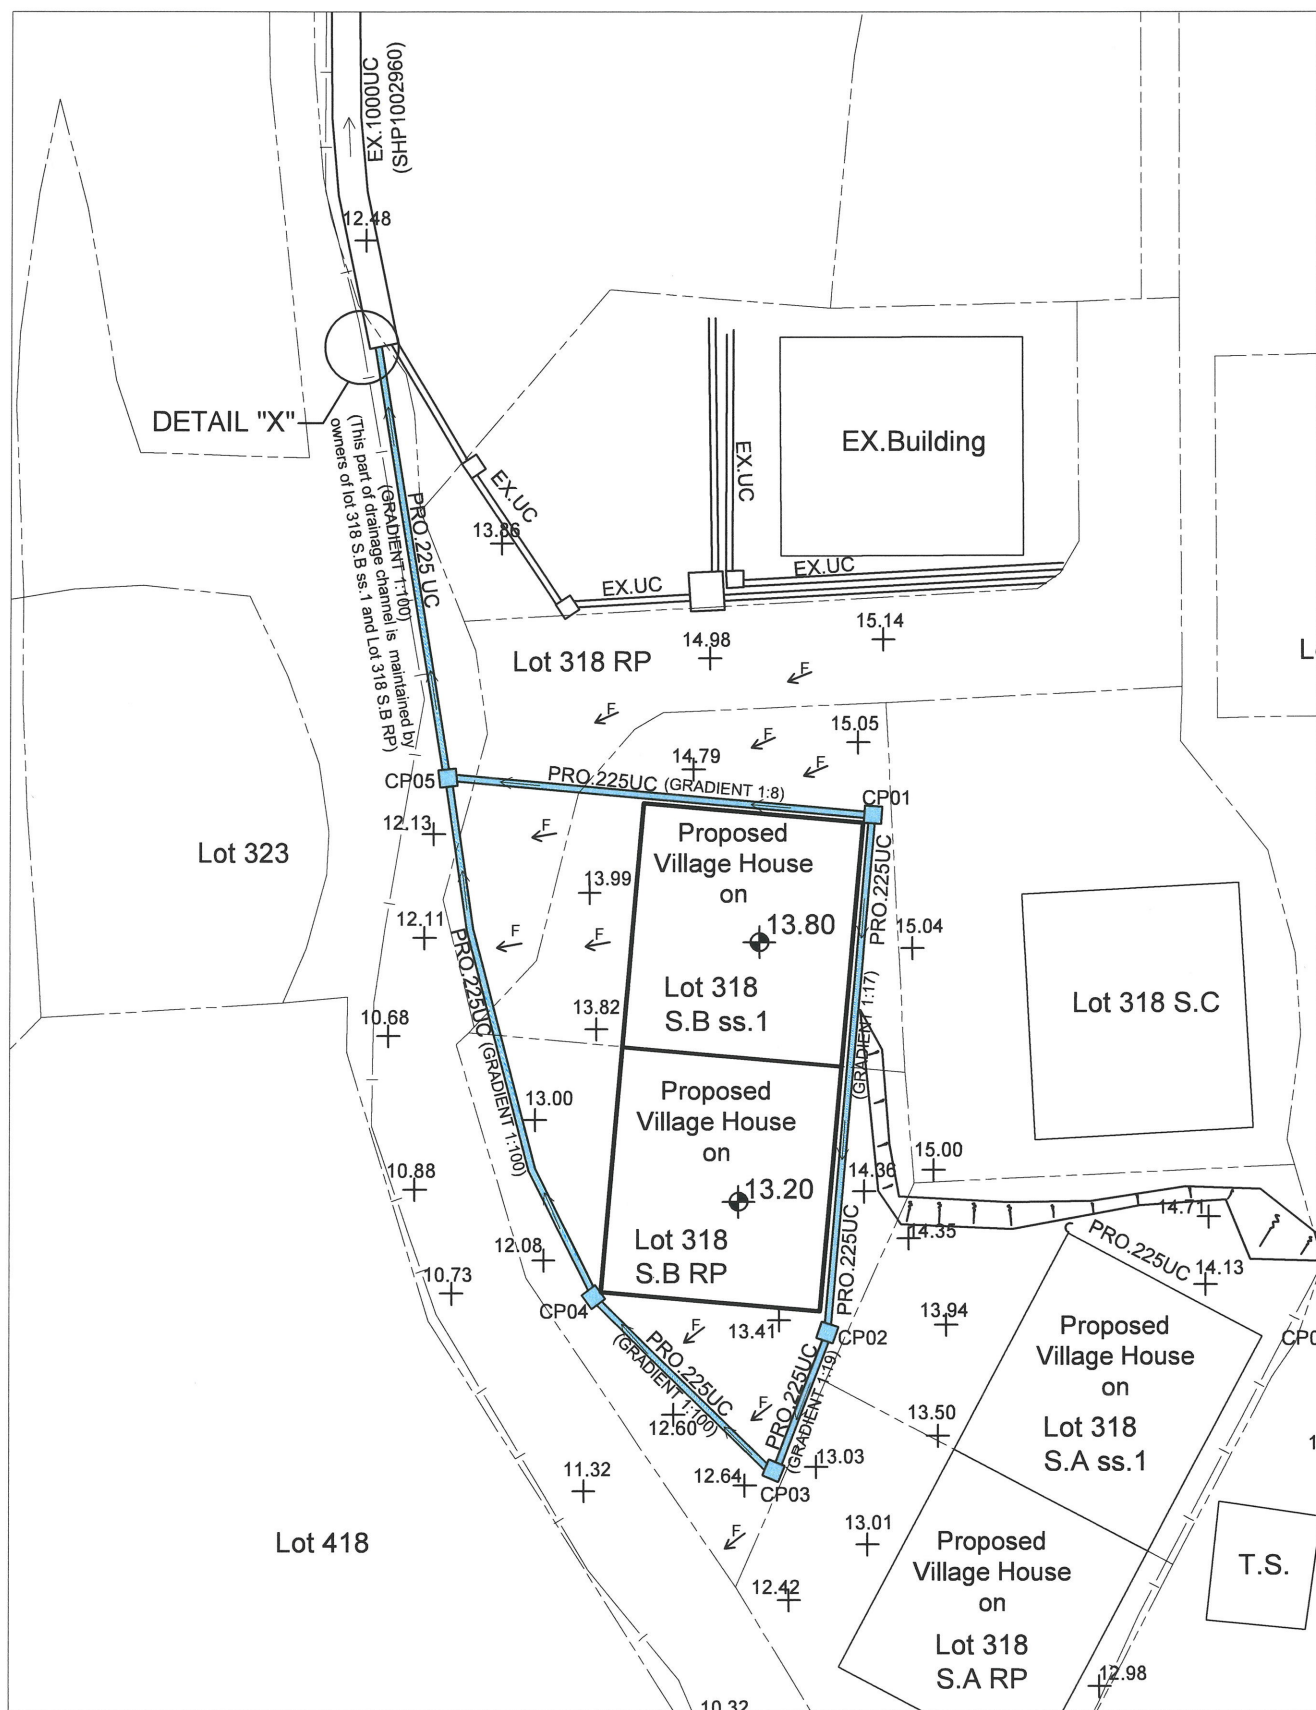 EX.1000UC
(SHP1002960)
12.48
DETAIL "X"
PRO 225 UC
(GRADIENT 1:100)
(This part of drainage channel is maintained by
owners of lot 318 S.B ss.1 and Lot 318 S.B RP)
EX.UC
13.86
EX.UC
EX.Building
EX.UC
EX.UC
15.14
14.98
Lot 318 RP
F
F
15.05
F
F
14.79
PRO.225UC (GRADIENT 1:8)
CP05
CP01
12.13
F
Lot 323
Proposed
Village House
on
13.80
Lot 318
S.B ss.1
13.99
PRO.225UC
(GRADIENT 1:17)
15.04
12.11
F
F
PRO.225UC (GRADIENT 1:100)
13.82
10.68
Lot 318 S.C
Proposed
Village House
on
13.20
Lot 318
S.B RP
13.00
15.00
14.36
10.88
14.71
14.35
PRO.225UC
PRO.225UC
12.08
14.13
10.73
CP04
13.41
F
CP02
13.94
Proposed
Village House
on
Lot 318
S.A ss.1
CP0
PRO.225UC
(GRADIENT 1:100)
PRO.225UC
(GRADIENT 1:19)
F
12.60
13.50
13.03
12.64
CP03
11.32
F
13.01
Lot 418
Proposed
Village House
on
Lot 318
S.A RP
T.S.
12.42
12.98
10.32